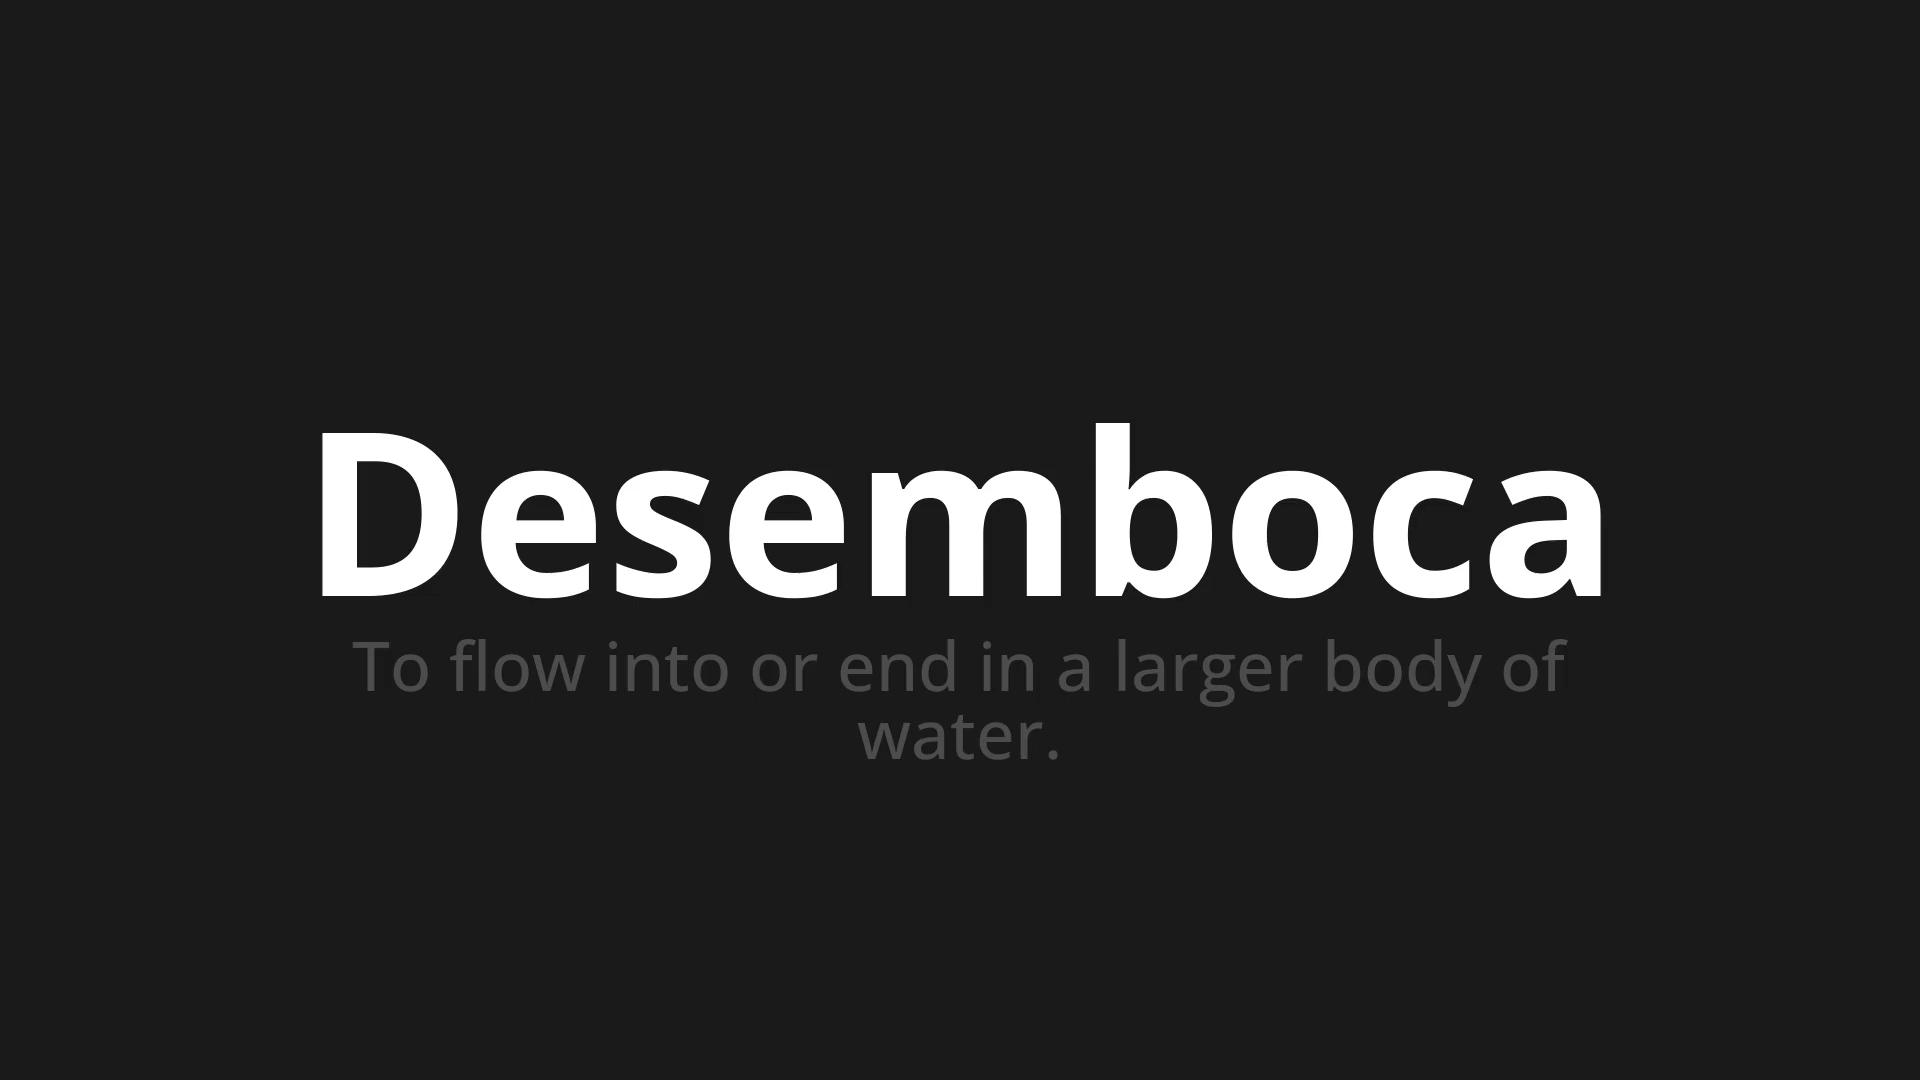 Desemboca
To flow into or end in a larger body of
water.